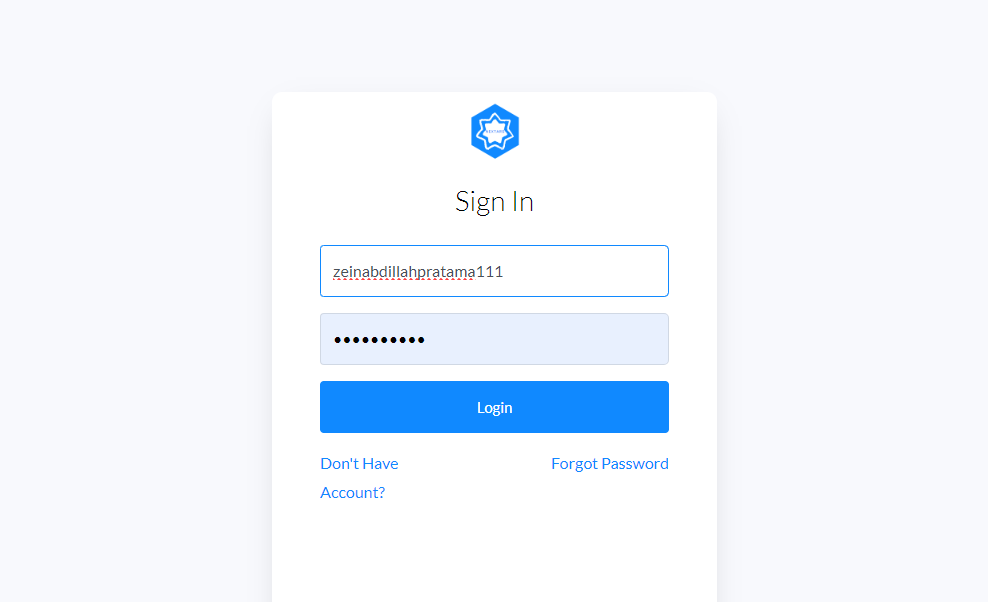 Sign In
zeinabdillahpratama111
••••••••••
Login
Don't Have
Account?
Forgot Password